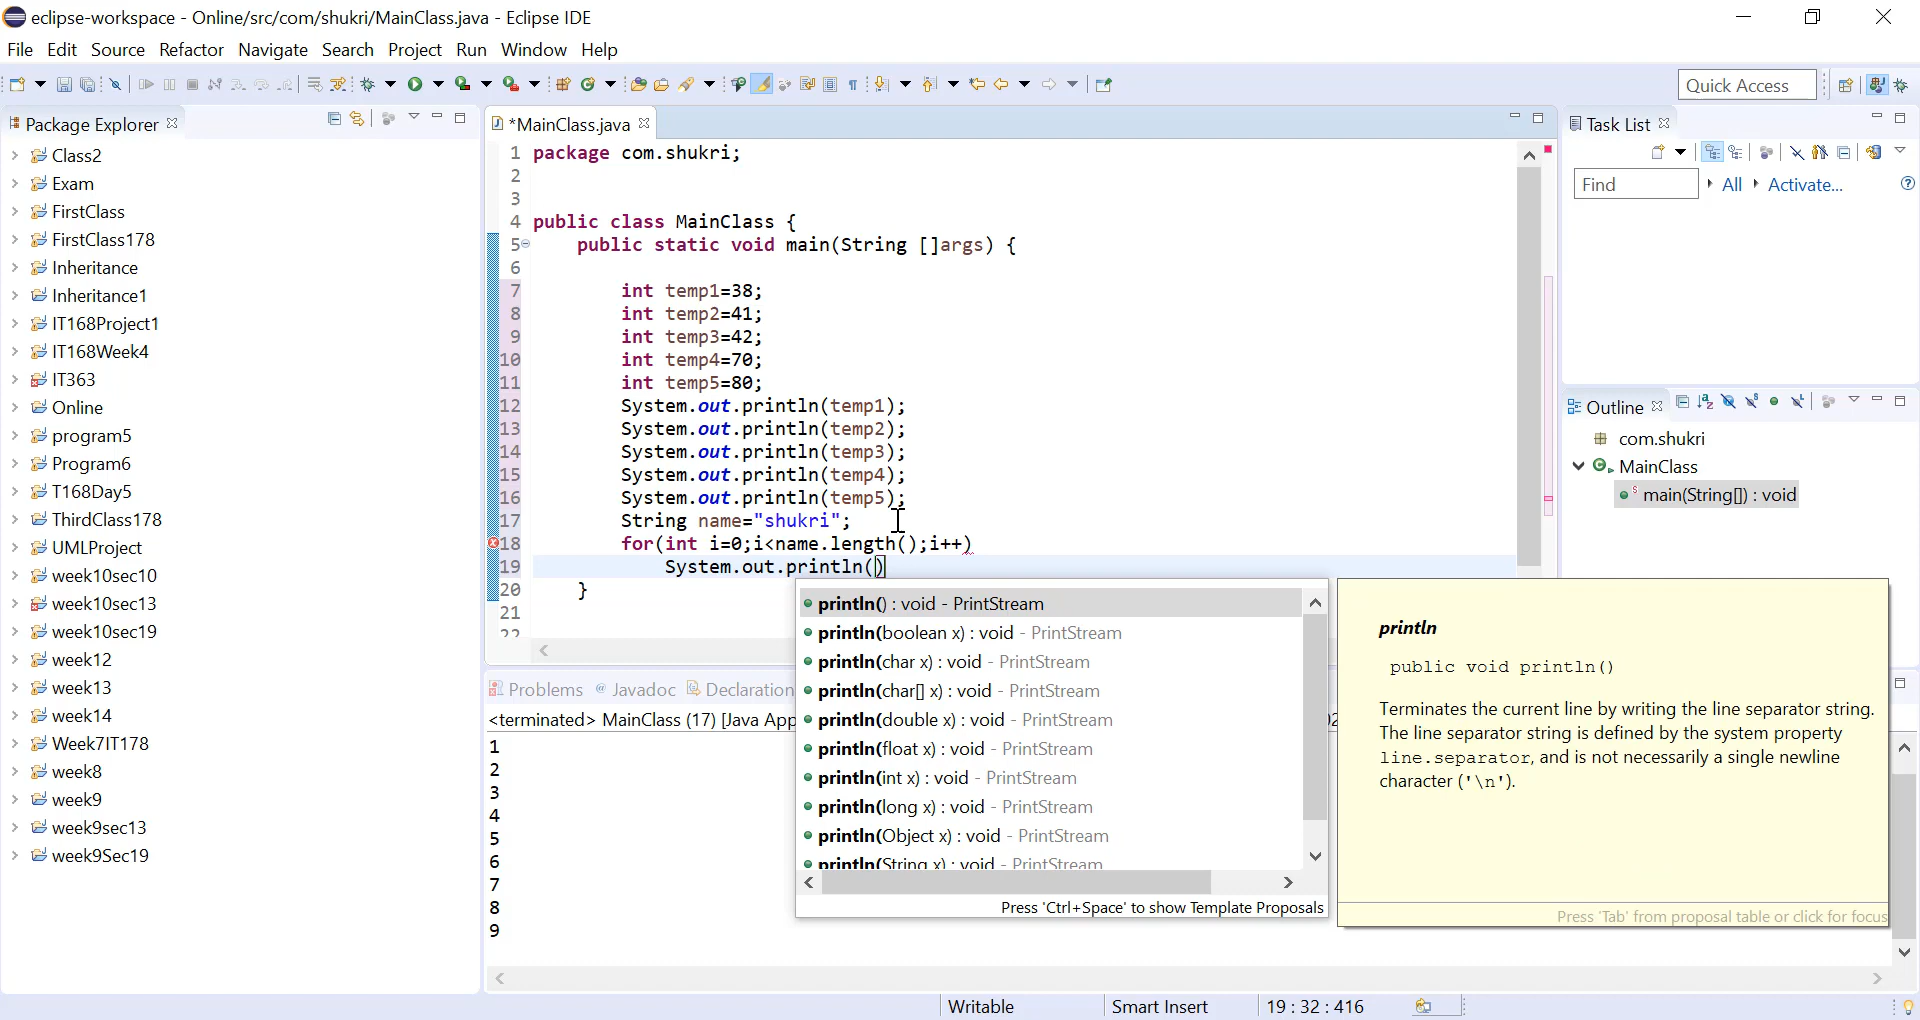 eclipse-workspace - Online/src/com/shukri/MainClass.java - Eclipse IDE
File Edit Source Refactor Navigate Search Project Run Window Help
Quick Access
Package Explorer
Class2
Exam
FirstClass
FirstClass178
Inheritance
Inheritance1
IT168Project1
IT168Week4
IT363
Online
program5
Program6
T168Day5
ThirdClass178
UMLProject
week10sec10
week10sec13
week10sec19
week12
week13
week14
Week7IT178
week8
week9
week9sec13
week9Sec19
*MainClass.java
1 package com.shukri;
2
3
4 public class MainClass {
5 public static void main(String []args) {
6
7 int temp1=38;
8 int temp2=41;
9 int temp3=42;
10 int temp4=70;
11 int temp5=80;
12 System.out.println(temp1);
13 System.out.println(temp2);
14 System.out.println(temp3);
15 System.out.println(temp4);
16 System.out.println(temp5);
17 String name="shukri";
18 for(int i=0;i<name.length();i++)
19 System.out.println()
20 }
21
22
println() : void - PrintStream
println(boolean x) : void - PrintStream
println(char x) : void - PrintStream
println(char[] x) : void - PrintStream
println(double x) : void - PrintStream
println(float x) : void - PrintStream
println(int x) : void - PrintStream
println(long x) : void - PrintStream
println(Object x) : void - PrintStream
println(String x) : void - PrintStream
Press 'Ctrl+Space' to show Template Proposals
println
public void println()
Terminates the current line by writing the line separator string.
The line separator string is defined by the system property
line.separator, and is not necessarily a single newline
character ('\n').
Press 'Tab' from proposal table or click for focus
Task List
Find All Activate...
Outline
com.shukri
MainClass
main(String[]) : void
Problems Javadoc Declaration
<terminated> MainClass (17) [Java App
1
2
3
4
5
6
7
8
9
Writable Smart Insert 19 : 32 : 416